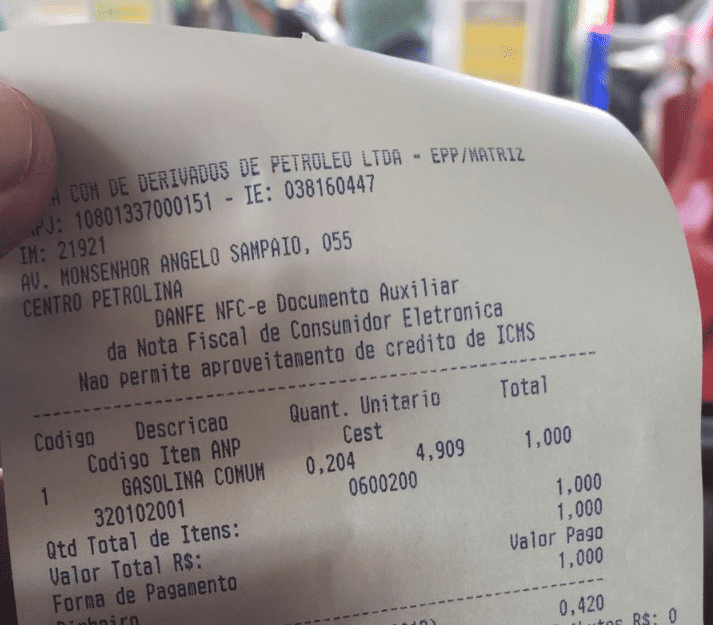 COM DE DERIVADOS DE PETROLEO LTDA - EPP/MATRIZ
10801337000151 - IE: 038160447
IM: 21921
AV. MONSENHOR ANGELO SAMPAIO, 055
CENTRO PETROLINA
DANFE NFC-e Documento Auxiliar
da Nota Fiscal de Consumidor Eletronica
Nao permite aproveitamento de credito de ICMS
Codigo Descricao Quant. Unitario Total
Codigo Item ANP Cest
1 GASOLINA COMUM 0,204 4,909 1,000
320102001 0600200
Qtd Total de Itens: 1,000
Valor Total R$: 1,000
Forma de Pagamento Valor Pago
Dinheiro 1,000
0,420
R$: 0